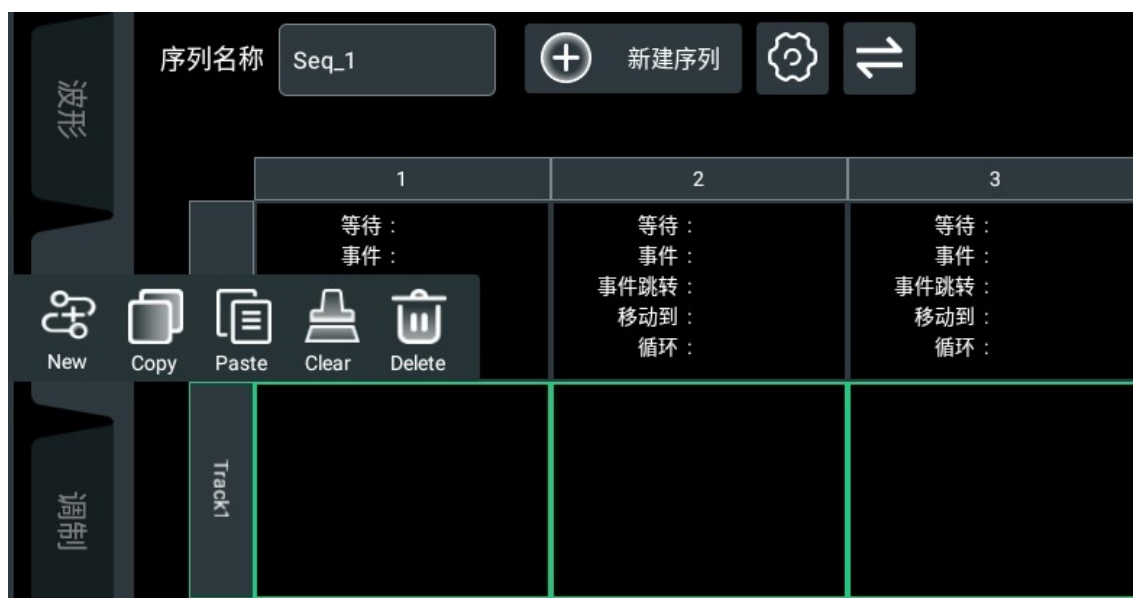 波形
序列名称
Seq_1
新建序列
1
2
3
等待：
事件：
等待：
事件：
事件跳转：
移动到：
循环：
等待：
事件：
事件跳转：
移动到：
循环：
New
Copy
Paste
Clear
Delete
Track1
调制